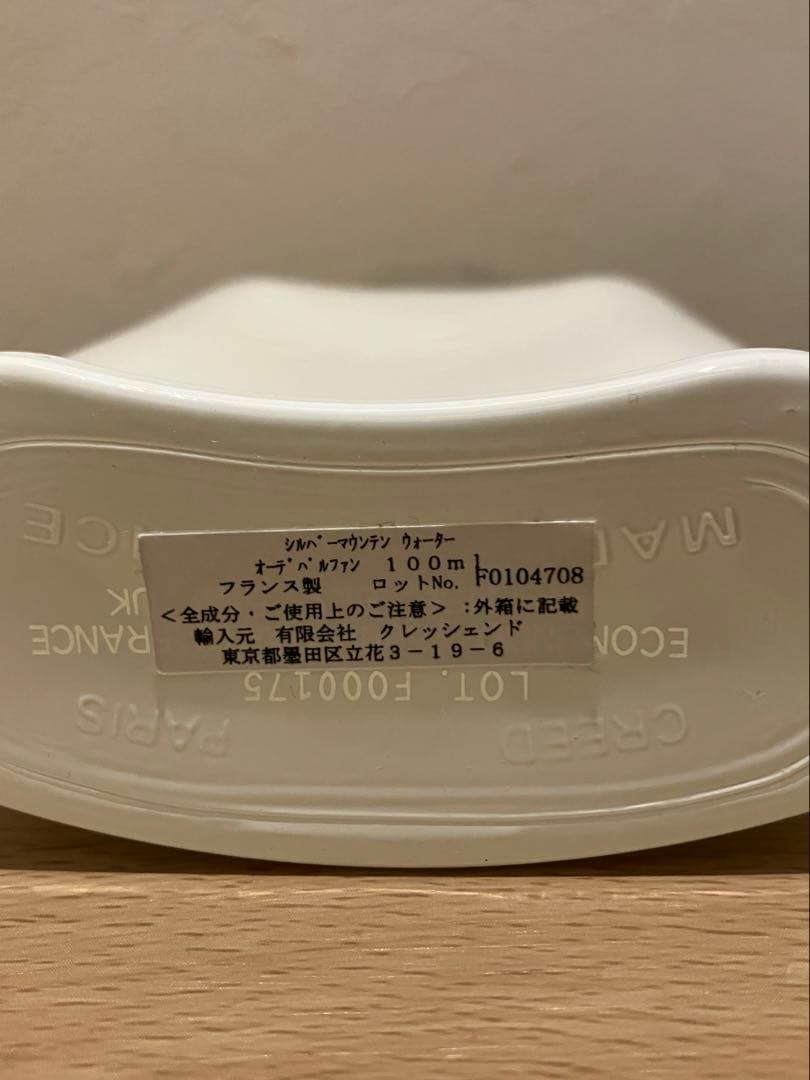 シルバーマウンテン ウォーター
オーデパルファン 100ml
フランス製 ロットNo. F0104708
<全成分・ご使用上のご注意>:外箱に記載
輸入元 有限会社 クレッシェンド
東京都墨田区立花3-19-6
CREED PARIS
LOT. F000175
UK